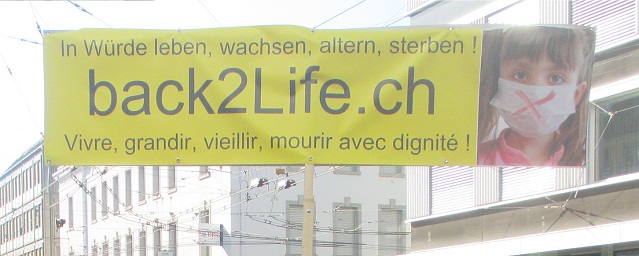 In Würde leben, wachsen, altern, sterben !
back2Life.ch
Vivre, grandir, vieillir, mourir avec dignité !